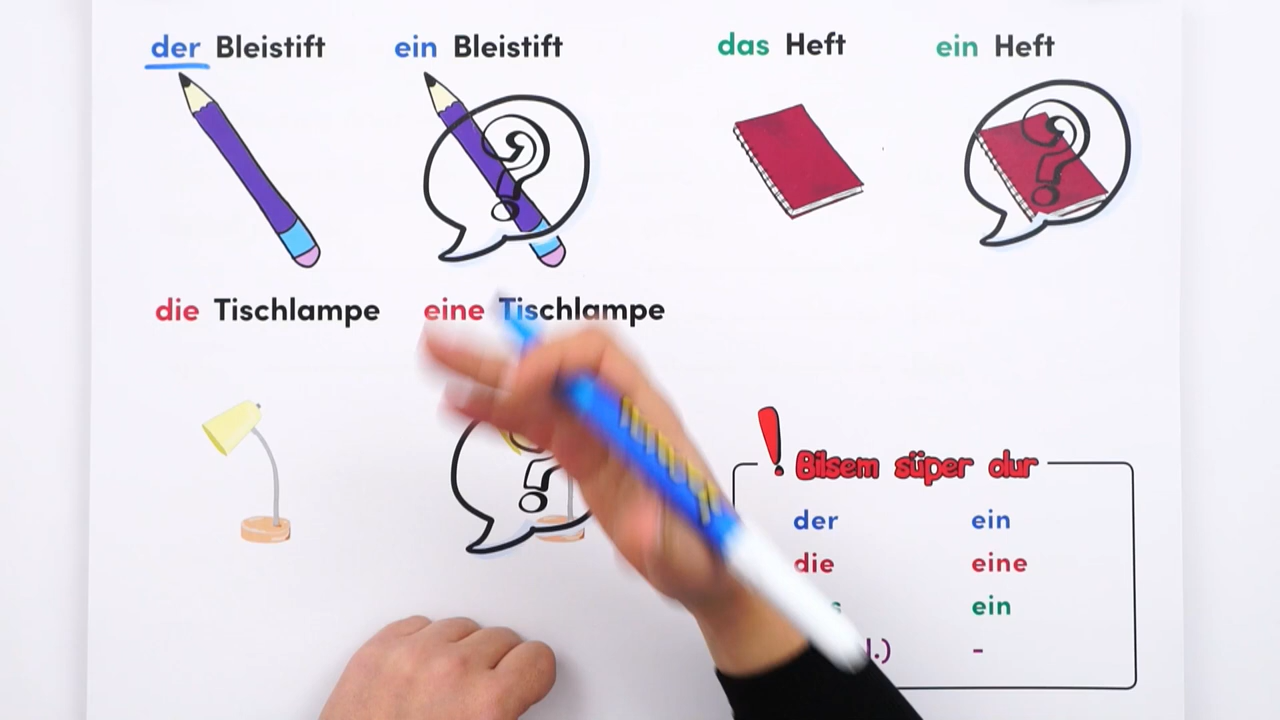 der Bleistift
ein Bleistift
das Heft
ein Heft
die Tischlampe
eine Tischlampe
Bilsem süper olur
der ein
die eine
ein
-